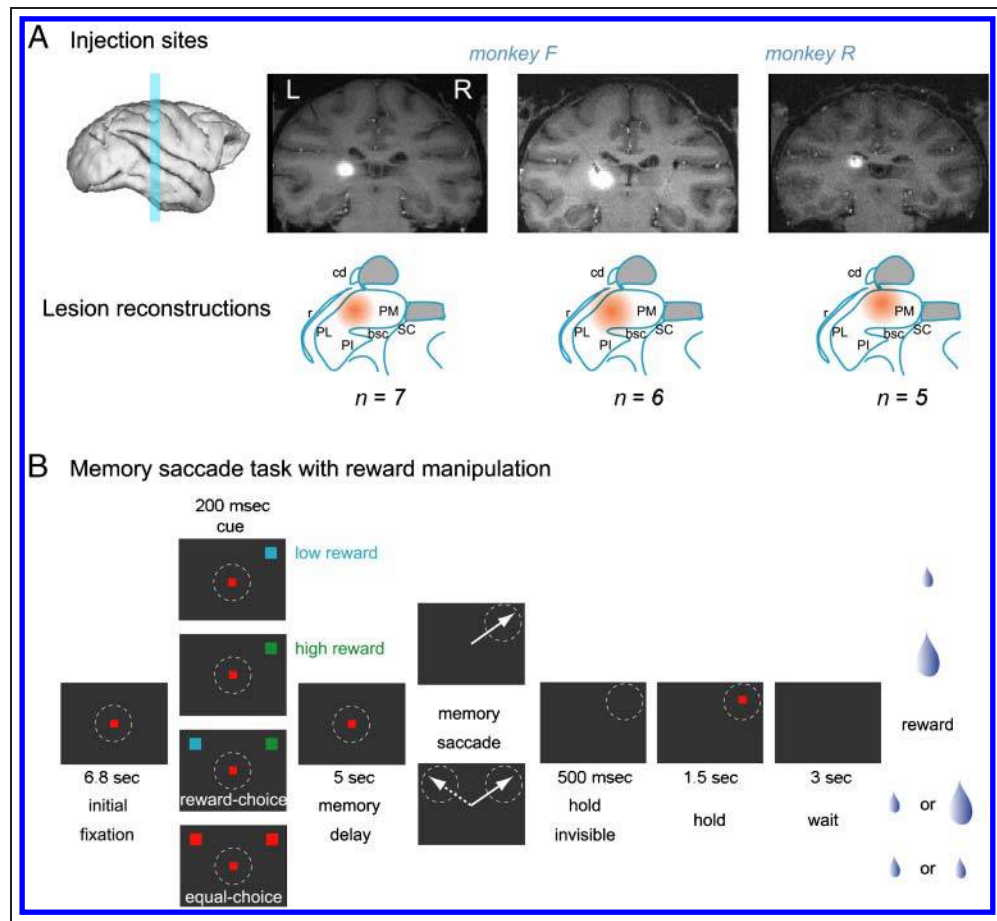 A Injection sites
monkey F
monkey R
L R
Lesion reconstructions
cd
r
PL
PI
bsc
PM
SC
n = 7
cd
r
PL
PI
bsc
PM
SC
n = 6
cd
r
PL
PI
bsc
PM
SC
n = 5
B Memory saccade task with reward manipulation
200 msec
cue
low reward
high reward
reward-choice
equal-choice
6.8 sec
initial
fixation
5 sec
memory
delay
memory
saccade
500 msec
hold
invisible
1.5 sec
hold
3 sec
wait
reward
or
or